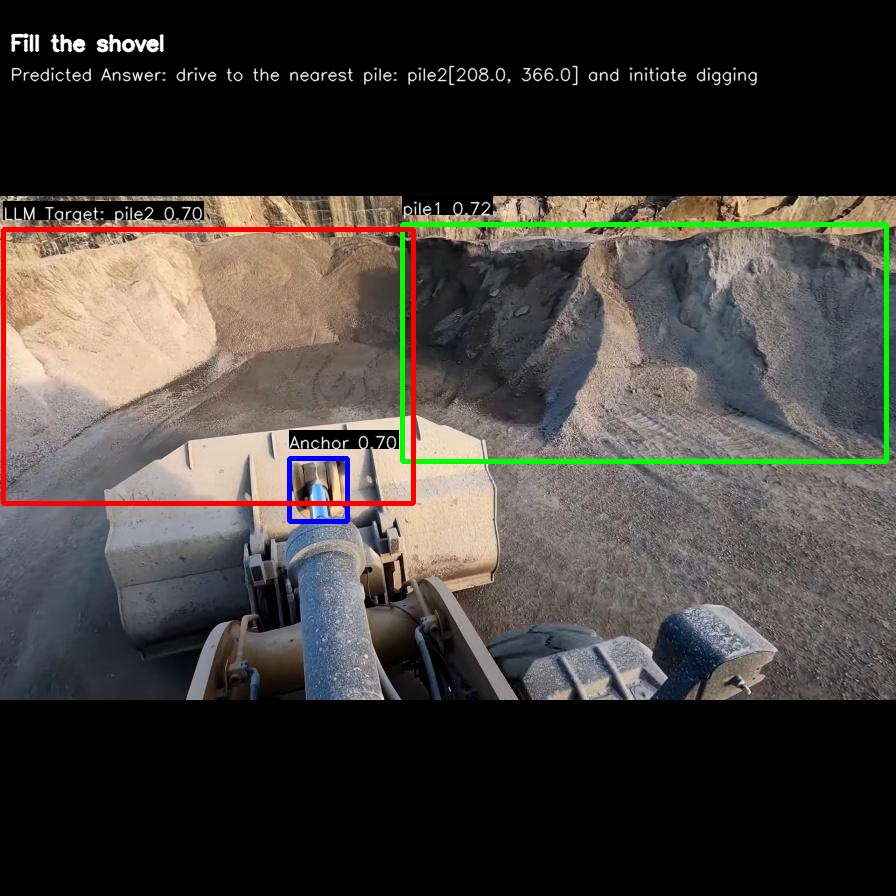 Fill the shovel
Predicted Answer: drive to the nearest pile: pile2[208.0, 366.0] and initiate digging
LLM Target: pile2 0.70
pile1 0.72
Anchor 0.70